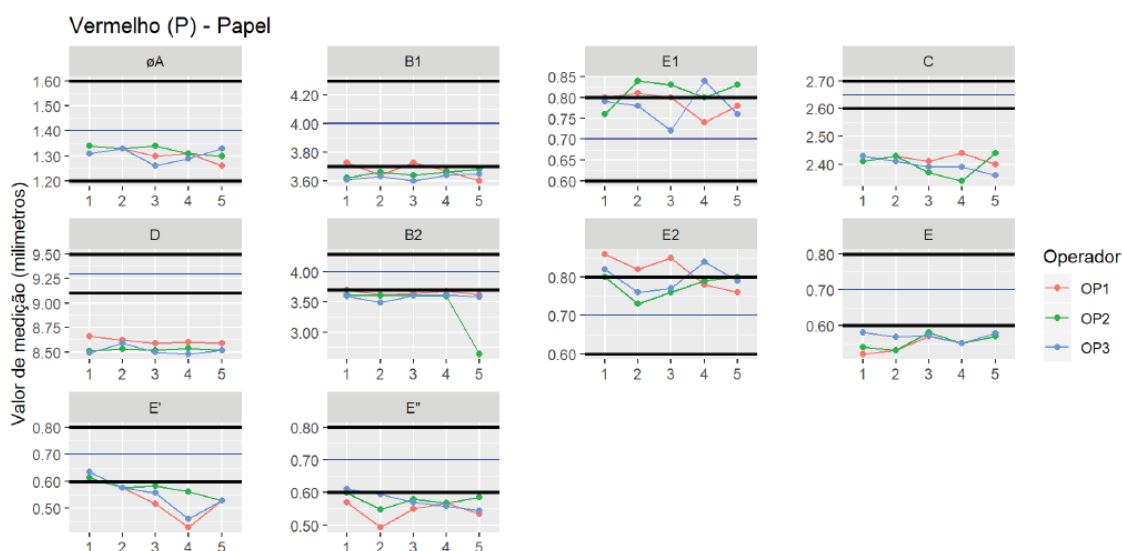 Vermelho (P) - Papel
Valor de medição (milimetros)
øA
1.60
1.50
1.40
1.30
1.20
1 2 3 4 5
B1
4.20
4.00
3.80
3.60
1 2 3 4 5
E1
0.85
0.80
0.75
0.70
0.65
0.60
1 2 3 4 5
C
2.70
2.60
2.50
2.40
1 2 3 4 5
D
9.50
9.25
9.00
8.75
8.50
1 2 3 4 5
B2
4.00
3.50
3.00
1 2 3 4 5
E2
0.80
0.70
0.60
1 2 3 4 5
E
0.80
0.70
0.60
1 2 3 4 5
E'
0.80
0.70
0.60
0.50
1 2 3 4 5
E"
0.80
0.70
0.60
0.50
1 2 3 4 5
Operador
OP1
OP2
OP3